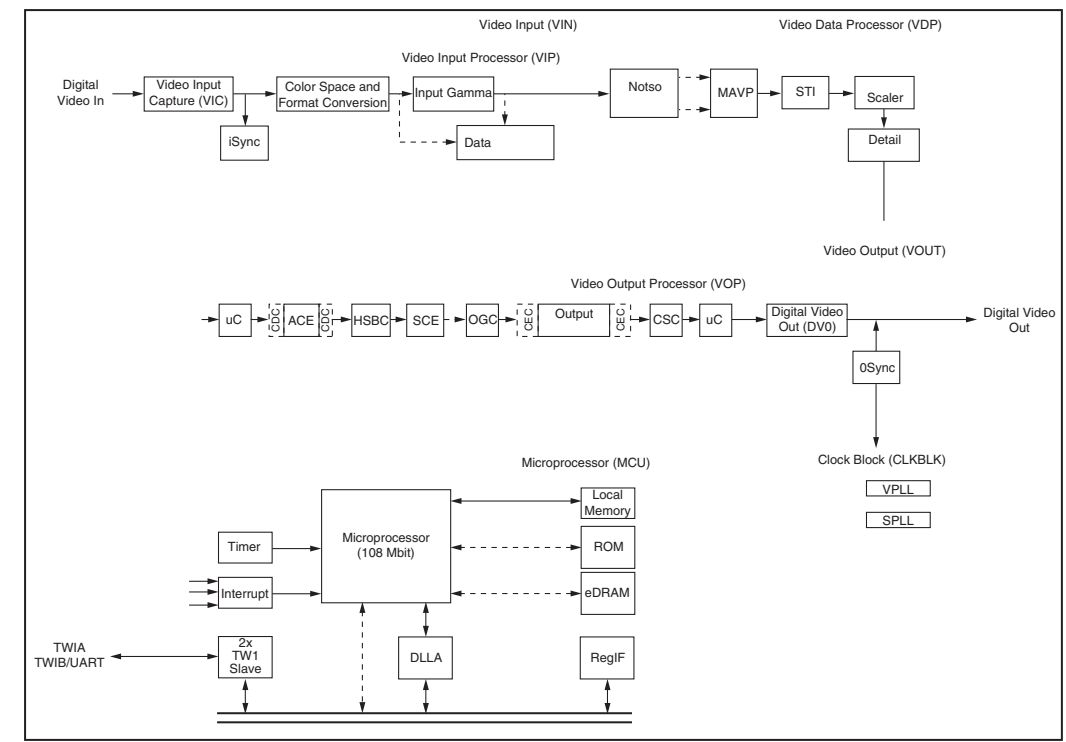 Video Input (VIN)
Video Data Processor (VDP)
Video Input Processor (VIP)
Digital
Video In
Video Input
Capture (VIC)
Color Space and
Format Conversion
Input Gamma
Notso
MAVP
STI
Scaler
iSync
Data
Detail
Video Output (VOUT)
Video Output Processor (VOP)
uC
CDC
ACE
CDC
HSBC
SCE
OGC
CEC
Output
CEC
CSC
uC
Digital Video
Out (DV0)
Digital Video
Out
0Sync
Clock Block (CLKBLK)
VPLL
SPLL
Microprocessor (MCU)
Local
Memory
Microprocessor
(108 Mbit)
Timer
ROM
Interrupt
eDRAM
TWIA
TWIB/UART
2x
TW1
Slave
DLLA
RegIF